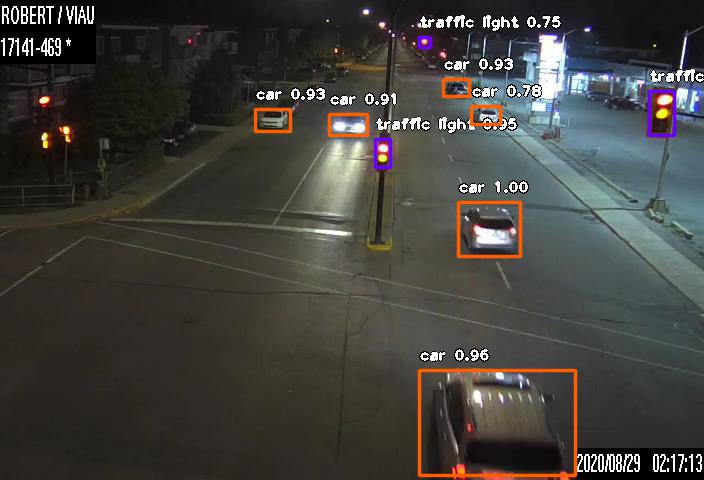 ROBERT / VIAU
17141-469 *
traffic light 0.75
car 0.93
car 0.78
traffic
car 0.93
car 0.91
traffic light 0.95
car 1.00
car 0.96
2020/08/29 02:17:13